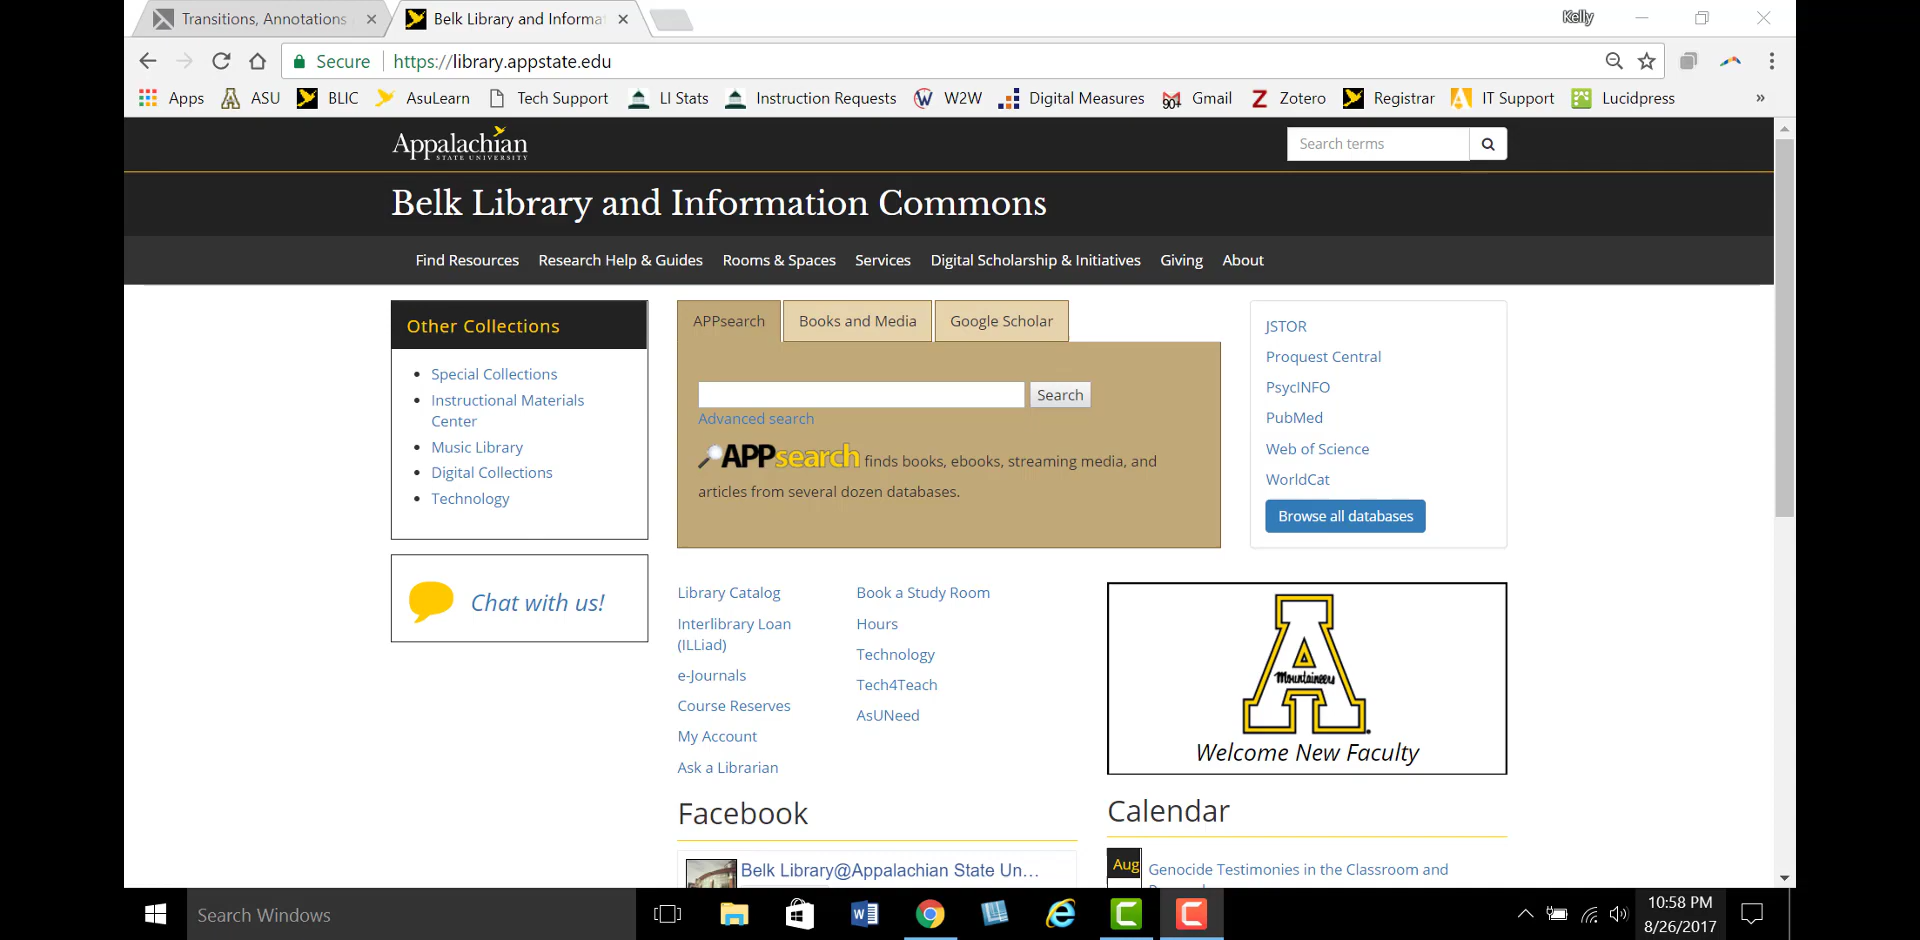 Transitions, Annotations
Belk Library and Informa
Kelly
Secure
https://library.appstate.edu
Apps
ASU
BLIC
AsuLearn
Tech Support
LI Stats
Instruction Requests
W2W
Digital Measures
90+
Gmail
Zotero
Registrar
IT Support
Lucidpress
»
Appalachian
STATE UNIVERSITY
Search terms
Belk Library and Information Commons
Find Resources
Research Help & Guides
Rooms & Spaces
Services
Digital Scholarship & Initiatives
Giving
About
Other Collections
Special Collections
Instructional Materials
Center
Music Library
Digital Collections
Technology
Chat with us!
APPsearch
Books and Media
Google Scholar
Search
Advanced search
APPsearch finds books, ebooks, streaming media, and
articles from several dozen databases.
JSTOR
Proquest Central
PsycINFO
PubMed
Web of Science
WorldCat
Browse all databases
Library Catalog
Interlibrary Loan
(ILLiad)
e-Journals
Course Reserves
My Account
Ask a Librarian
Book a Study Room
Hours
Technology
Tech4Teach
AsUNeed
A
Mountaineers
Welcome New Faculty
Facebook
Belk Library@Appalachian State Un...
Calendar
Aug
Genocide Testimonies in the Classroom and
Search Windows
10:58 PM
8/26/2017